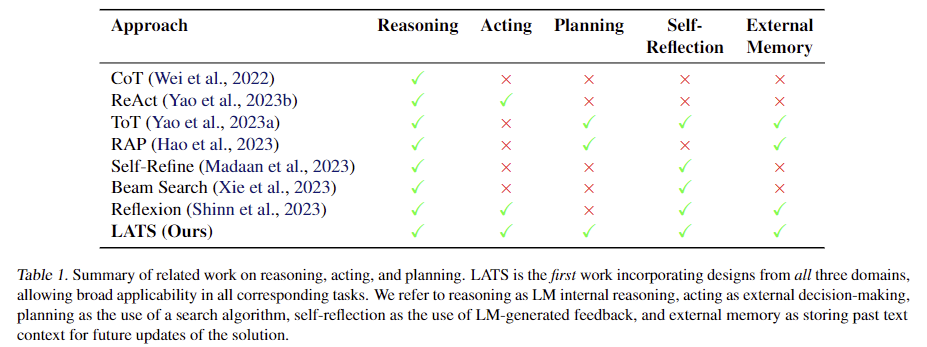 Approach Reasoning Acting Planning Self-Reflection External Memory
CoT (Wei et al., 2022) ✓ × × × ×
ReAct (Yao et al., 2023b) ✓ ✓ × × ×
ToT (Yao et al., 2023a) ✓ × ✓ ✓ ✓
RAP (Hao et al., 2023) ✓ × ✓ × ✓
Self-Refine (Madaan et al., 2023) ✓ × × ✓ ×
Beam Search (Xie et al., 2023) ✓ × × ✓ ×
Reflexion (Shinn et al., 2023) ✓ ✓ × ✓ ✓
LATS (Ours) ✓ ✓ ✓ ✓ ✓
Table 1. Summary of related work on reasoning, acting, and planning. LATS is the first work incorporating designs from all three domains,
allowing broad applicability in all corresponding tasks. We refer to reasoning as LM internal reasoning, acting as external decision-making,
planning as the use of a search algorithm, self-reflection as the use of LM-generated feedback, and external memory as storing past text
context for future updates of the solution.